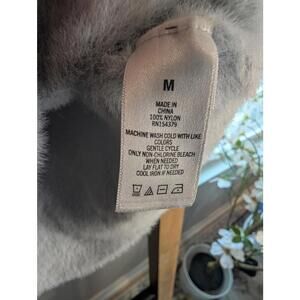 M
MADE IN
CHINA
100% NYLON
RN154379
MACHINE WASH COLD WITH LIKE
COLORS
GENTLE CYCLE
ONLY NON-CHLORINE BLEACH
WHEN NEEDED
LAY FLAT TO DRY
COOL IRON IF NEEDED